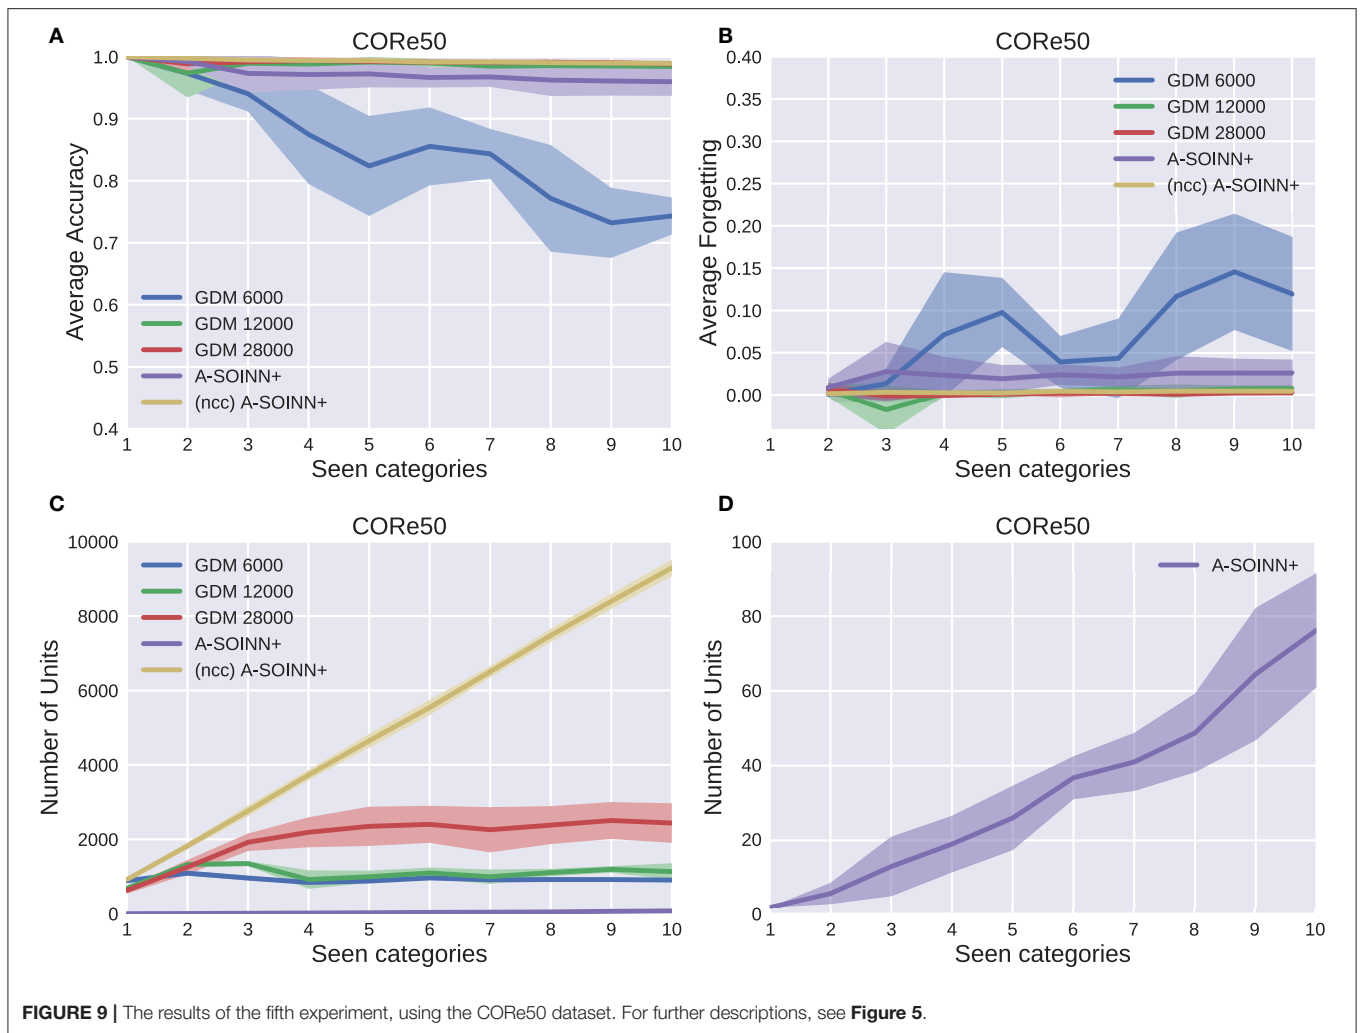 A
CORe50
1.0
0.9
0.8
0.7
0.6
0.5
0.4
Average Accuracy
GDM 6000
GDM 12000
GDM 28000
A-SOINN+
(ncc) A-SOINN+
1 2 3 4 5 6 7 8 9 10
Seen categories
B
CORe50
0.40
0.35
0.30
0.25
0.20
0.15
0.10
0.05
0.00
Average Forgetting
GDM 6000
GDM 12000
GDM 28000
A-SOINN+
(ncc) A-SOINN+
1 2 3 4 5 6 7 8 9 10
Seen categories
C
CORe50
10000
8000
6000
4000
2000
0
Number of Units
GDM 6000
GDM 12000
GDM 28000
A-SOINN+
(ncc) A-SOINN+
1 2 3 4 5 6 7 8 9 10
Seen categories
D
CORe50
100
80
60
40
20
0
Number of Units
A-SOINN+
1 2 3 4 5 6 7 8 9 10
Seen categories
FIGURE 9 | The results of the fifth experiment, using the CORe50 dataset. For further descriptions, see Figure 5.